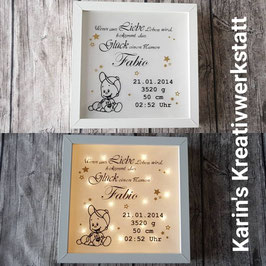 Wenn aus Liebe Leben wird,
bekommt das
Glück einen Namen
Fabio
21.01.2014
3520 g
50 cm
02:52 Uhr
Wenn aus Liebe Leben wird,
bekommt das
Glück einen Namen
Fabio
21.01.2014
3520 g
50 cm
02:52 Uhr
Karin's Kreativwerkstatt